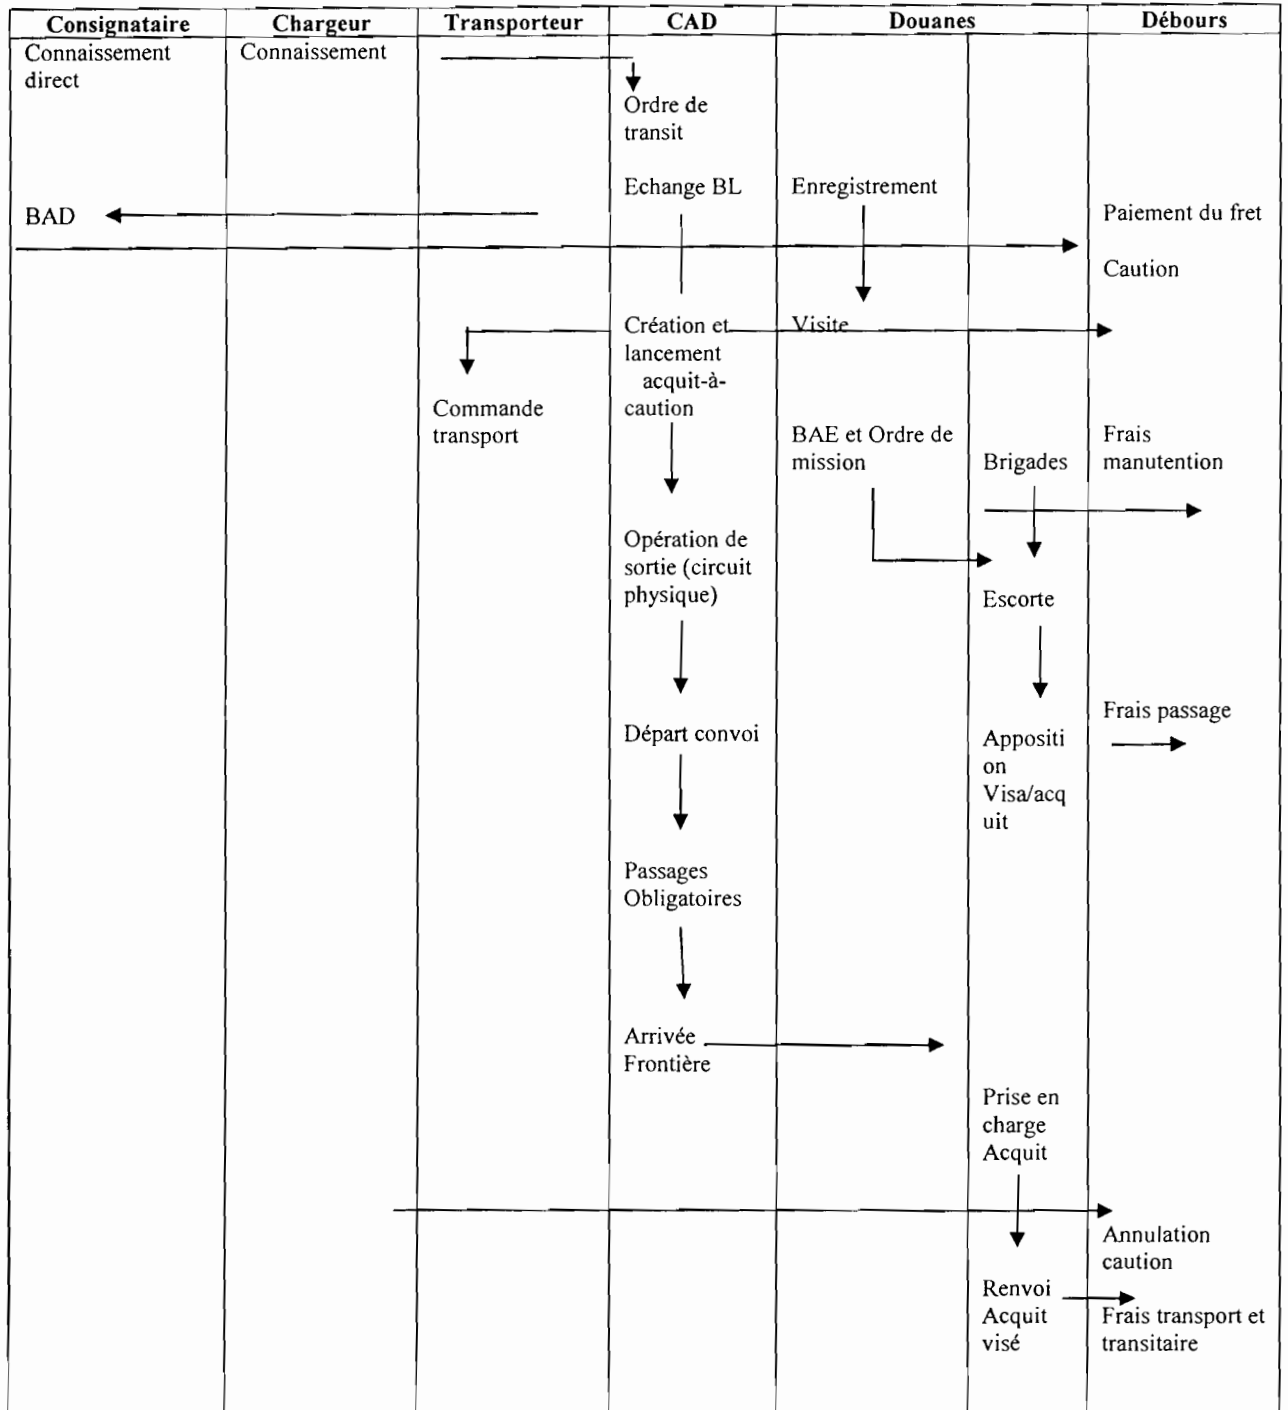 Consignataire Chargeur Transporteur CAD Douanes Débours
Connaissement direct
Connaissement
Ordre de
transit
Echange BL Enregistrement
BAD
Paiement du fret
Caution
Création et
lancement
acquit-à-
caution
Visite
Commande
transport
BAE et Ordre de
mission
Brigades
Frais
manutention
Opération de
sortie (circuit
physique)
Escorte
Départ convoi
Appositi
on
Visa/acq
uit
Frais passage
Passages
Obligatoires
Arrivée
Frontière
Prise en
charge
Acquit
Annulation
caution
Renvoi
Acquit
visé
Frais transport et
transitaire